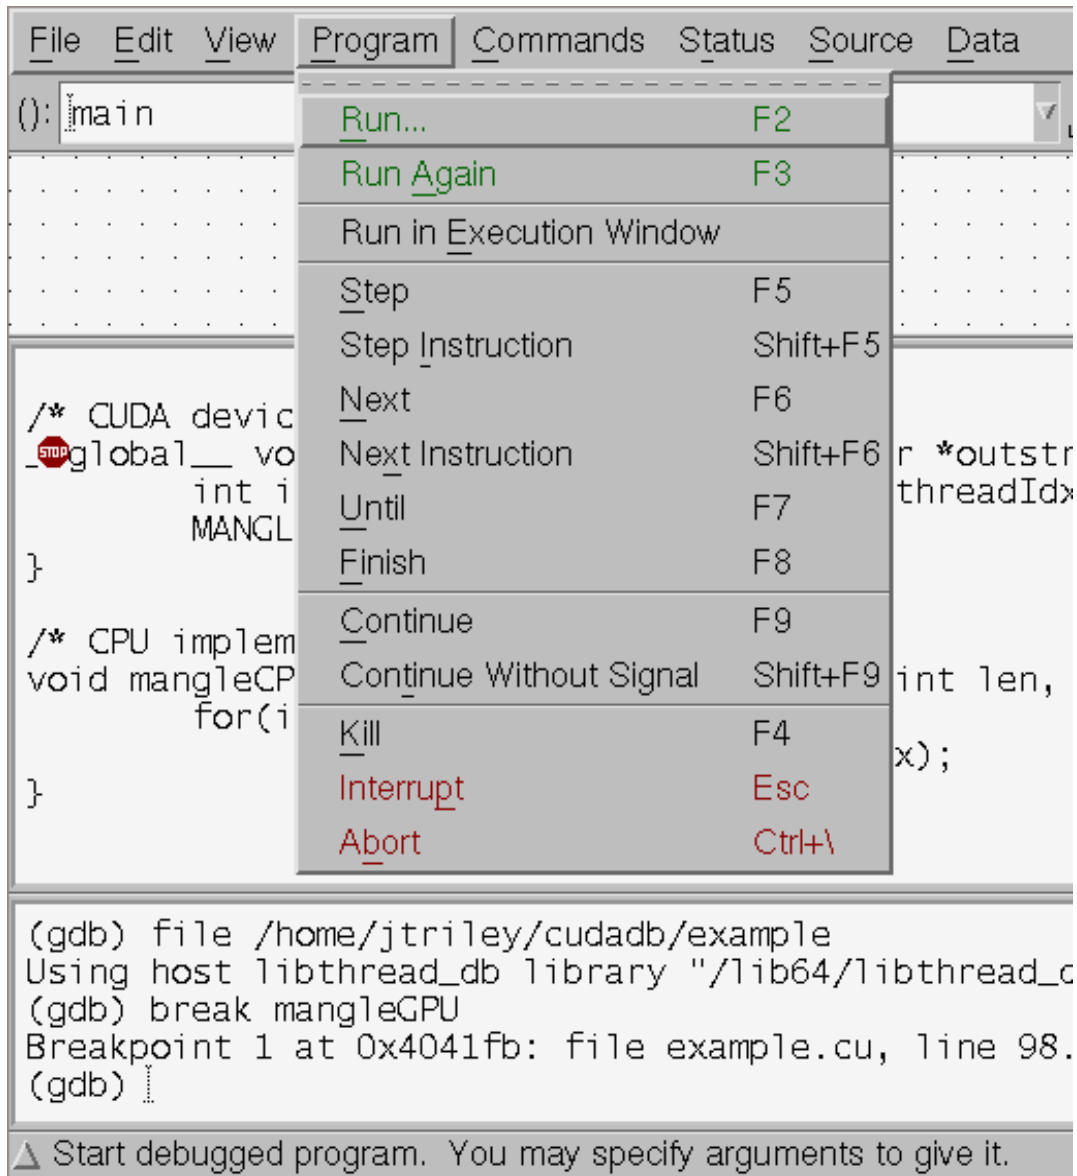 File Edit View Program Commands Status Source Data
(): main
Run... F2
Run Again F3
Run in Execution Window
Step F5
Step Instruction Shift+F5
Next F6
Next Instruction Shift+F6
Until F7
Finish F8
Continue F9
Continue Without Signal Shift+F9
Kill F4
Interrupt Esc
Abort Ctrl+\
/* CUDA devic
_STOPglobal__ vo r *outstr
int i threadIdx
MANGL
}
/* CPU implem
void mangleCP int len,
for(i
x);
}
(gdb) file /home/jtriley/cudadb/example
Using host libthread_db library "/lib64/libthread_d
(gdb) break mangleGPU
Breakpoint 1 at 0x4041fb: file example.cu, line 98.
(gdb)
Start debugged program. You may specify arguments to give it.